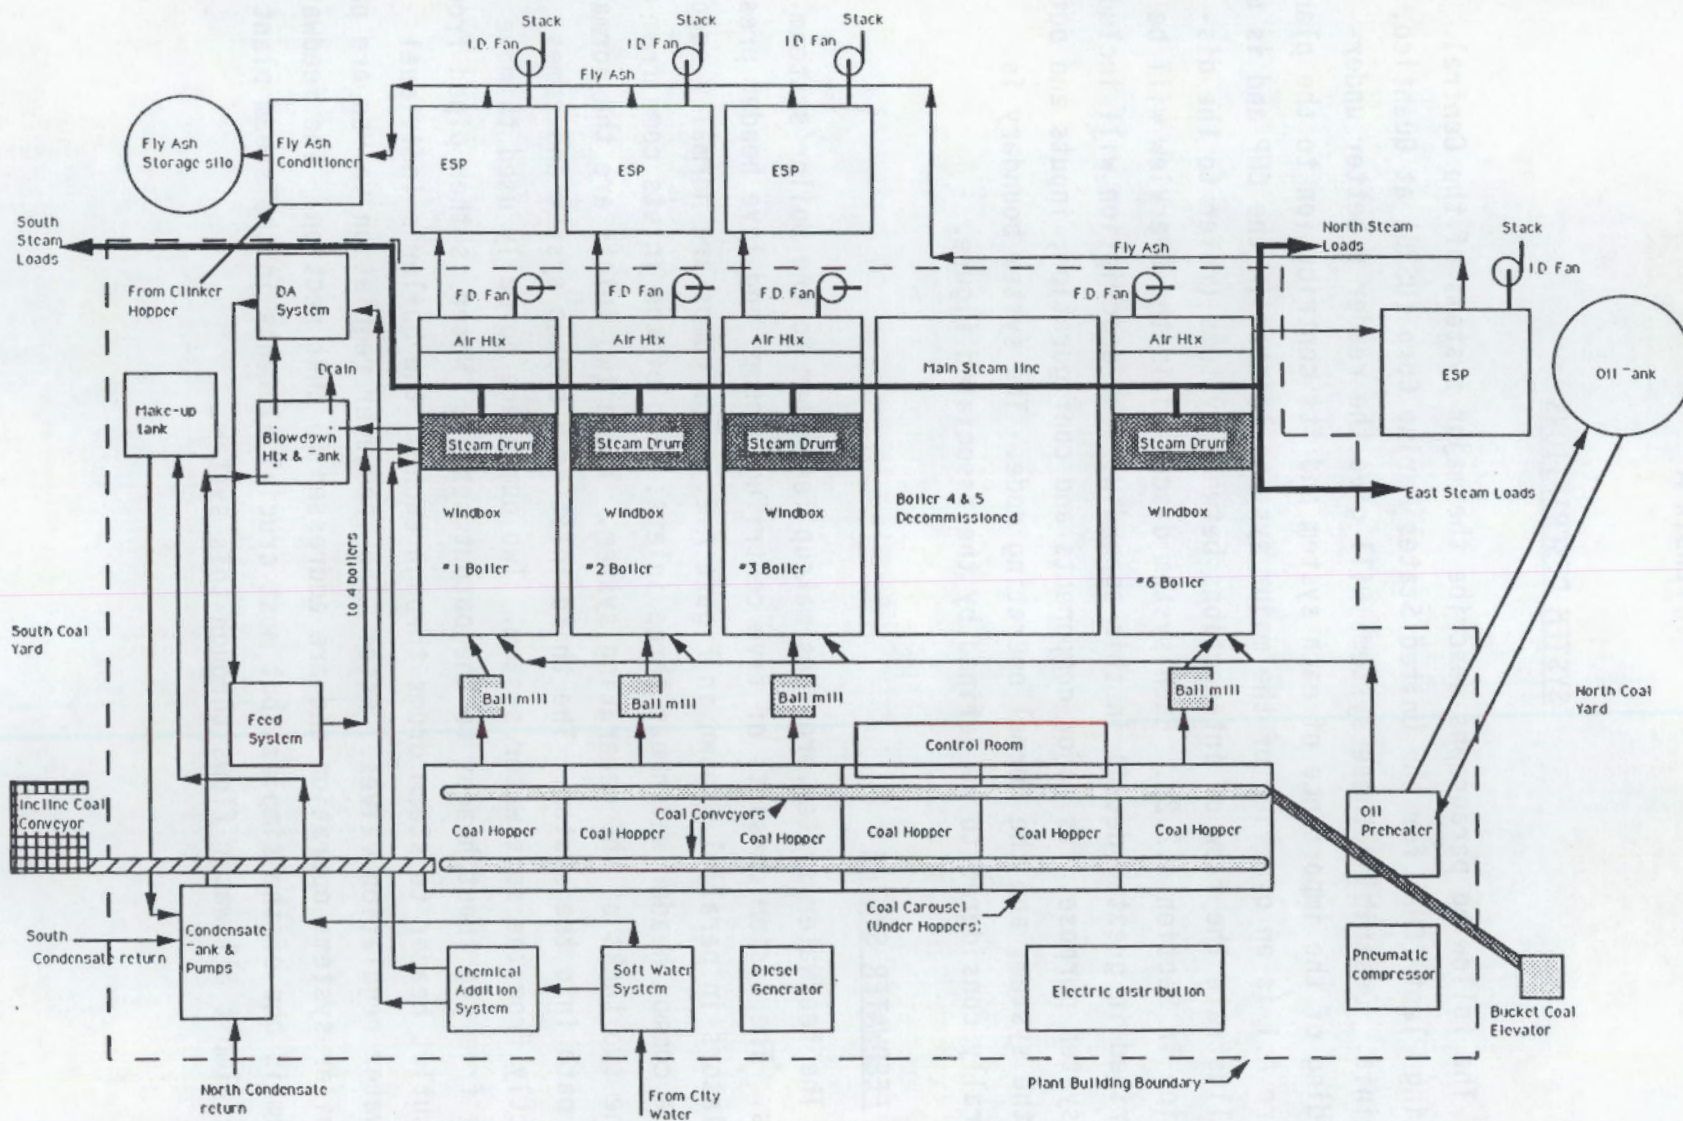 Stack
Stack
Stack
I.D. Fan
I.D. Fan
I.D. Fan
Fly Ash
Fly Ash
Storage silo
Fly Ash
Conditioner
ESP
ESP
ESP
South
Steam
Loads
North Steam
Loads
Stack
I.D. Fan
Fly Ash
From Clinker
Hopper
DA
System
F.D. Fan
F.D. Fan
F.D. Fan
F.D. Fan
Air Htx
Air Htx
Air Htx
Air Htx
Main Steam line
ESP
Oil Tank
Drain
Make-up
tank
Blowdown
Htx & Tank
Steam Drum
Steam Drum
Steam Drum
Steam Drum
East Steam Loads
Windbox
Windbox
Windbox
Boiler 4 & 5
Decommissioned
Windbox
#1 Boiler
#2 Boiler
#3 Boiler
#6 Boiler
to 4 boilers
South Coal
Yard
North Coal
Yard
Ball mill
Ball mill
Ball mill
Ball mill
Feed
System
Control Room
Incline Coal
Conveyor
Coal Conveyors
Coal Hopper
Coal Hopper
Coal Hopper
Coal Hopper
Coal Hopper
Coal Hopper
Oil
Preheater
Coal Carousel
(Under Hoppers)
South
Condensate return
Condensate
Tank &
Pumps
Chemical
Addition
System
Soft Water
System
Diesel
Generator
Electric distribution
Pneumatic
compressor
Bucket Coal
Elevator
North Condensate
return
From City
Water
Plant Building Boundary